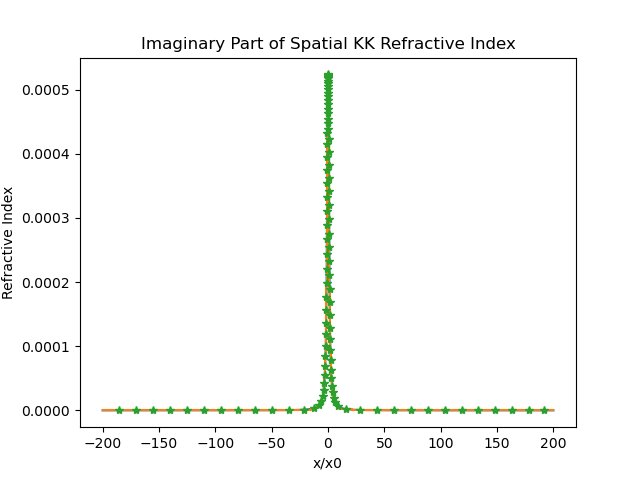 Imaginary Part of Spatial KK Refractive Index
Refractive Index
0.0005
0.0004
0.0003
0.0002
0.0001
0.0000
−200 −150 −100 −50 0 50 100 150 200
x/x0